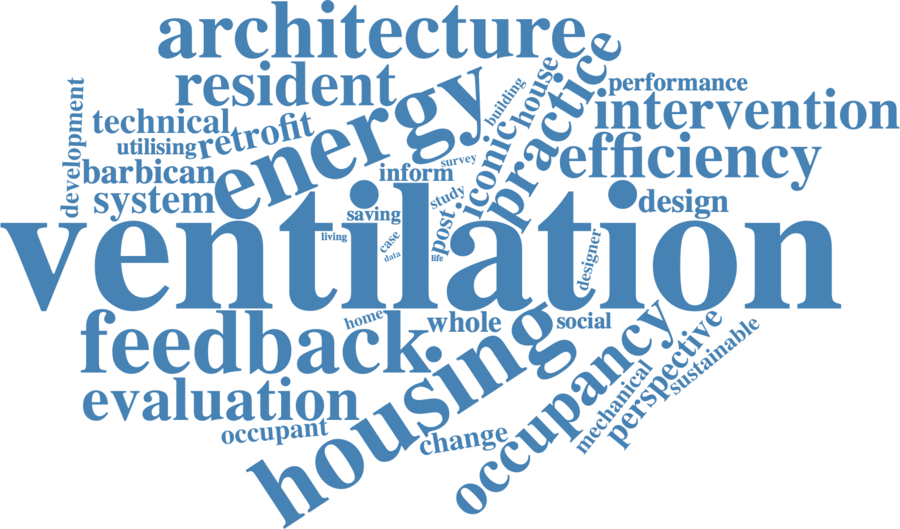 architecture
resident
energy
practice
house
building
performance
intervention
development
technical
utilising
retrofit
iconic
efficiency
barbican
inform
survey
system
saving
study
post
design
living
case
data
life
designer
ventilation
feedback
home
whole
social
housing
occupancy
perspective
sustainable
mechanical
evaluation
occupant
change